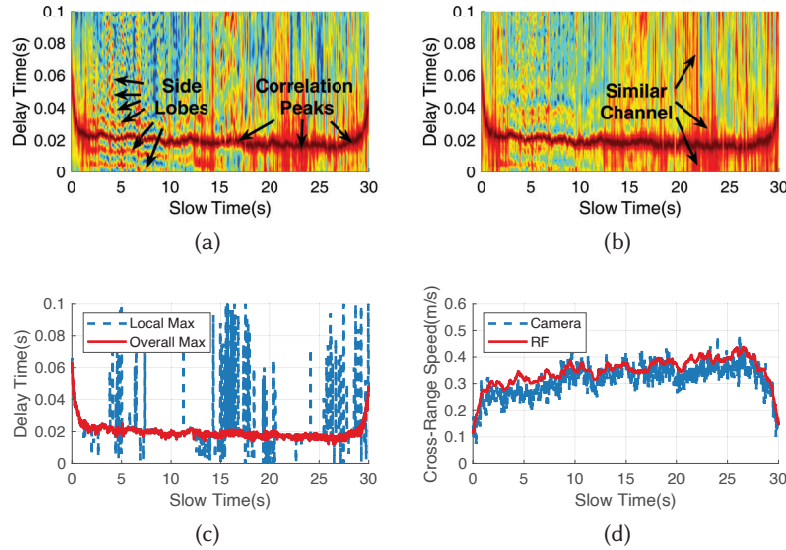 0.1
0.08
0.06
0.04
0.02
0
Delay Time(s)
Side
Lobes
Correlation
Peaks
0 5 10 15 20 25 30
Slow Time(s)
(a)
0.1
0.08
0.06
0.04
0.02
0
Delay Time(s)
Similar
Channel
0 5 10 15 20 25 30
Slow Time(s)
(b)
0.1
0.08
0.06
0.04
0.02
0
Delay Time(s)
Local Max
Overall Max
0 5 10 15 20 25 30
Slow Time(s)
(c)
0.6
0.5
0.4
0.3
0.2
0.1
0
Cross-Range Speed(m/s)
Camera
RF
0 5 10 15 20 25 30
Slow Time(s)
(d)